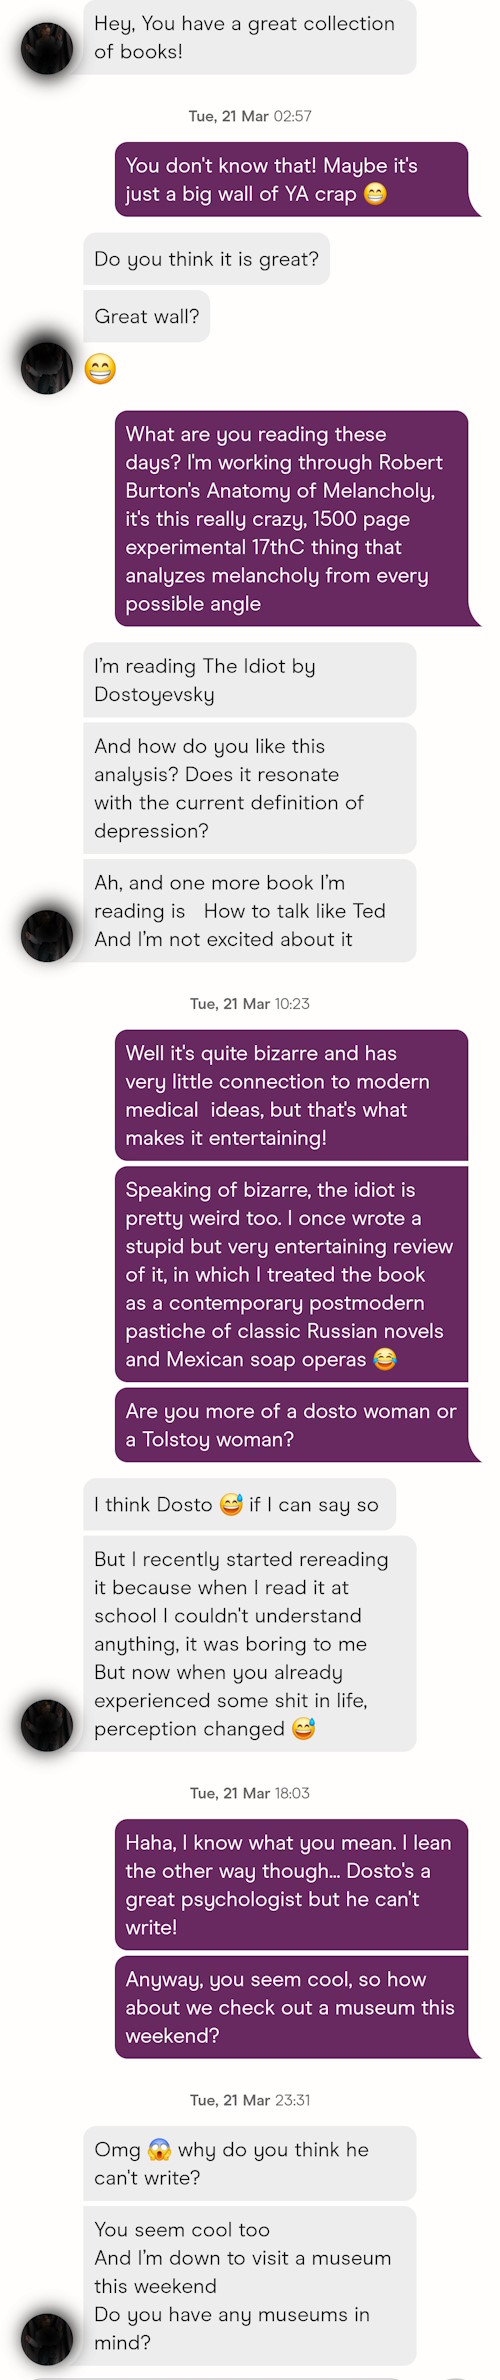 Hey, You have a great collection
of books!
Tue, 21 Mar 02:57
You don't know that! Maybe it's
just a big wall of YA crap 😁
Do you think it is great?
Great wall?
😁
What are you reading these
days? I'm working through Robert
Burton's Anatomy of Melancholy,
it's this really crazy, 1500 page
experimental 17thC thing that
analyzes melancholy from every
possible angle
I’m reading The Idiot by
Dostoyevsky
And how do you like this
analysis? Does it resonate
with the current definition of
depression?
Ah, and one more book I’m
reading is   How to talk like Ted
And I’m not excited about it
Tue, 21 Mar 10:23
Well it's quite bizarre and has
very little connection to modern
medical  ideas, but that's what
makes it entertaining!
Speaking of bizarre, the idiot is
pretty weird too. I once wrote a
stupid but very entertaining review
of it, in which I treated the book
as a contemporary postmodern
pastiche of classic Russian novels
and Mexican soap operas 😂
Are you more of a dosto woman or
a Tolstoy woman?
I think Dosto 😅 if I can say so
But I recently started rereading
it because when I read it at
school I couldn't understand
anything, it was boring to me
But now when you already
experienced some shit in life,
perception changed 😅
Tue, 21 Mar 18:03
Haha, I know what you mean. I lean
the other way though... Dosto's a
great psychologist but he can't
write!
Anyway, you seem cool, so how
about we check out a museum this
weekend?
Tue, 21 Mar 23:31
Omg 😱 why do you think he
can't write?
You seem cool too
And I’m down to visit a museum
this weekend
Do you have any museums in
mind?